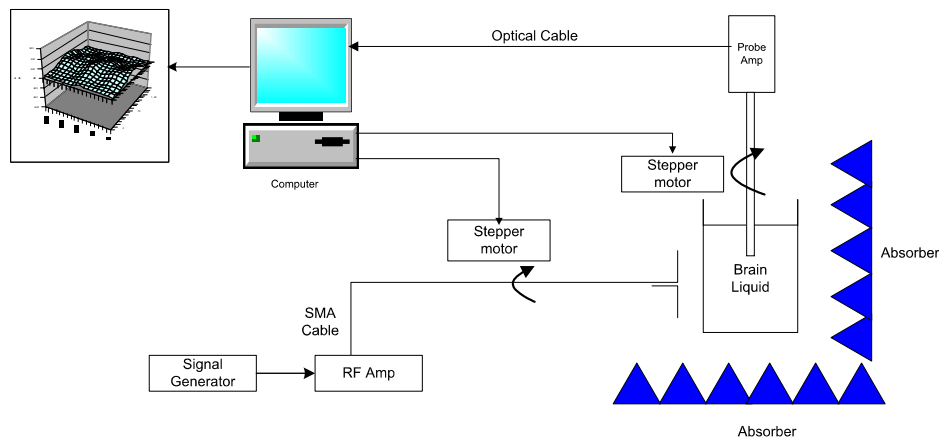 Optical Cable
Probe
Amp
Computer
Stepper
motor
Stepper
motor
Brain
Liquid
Absorber
SMA
Cable
Signal
Generator
RF Amp
Absorber